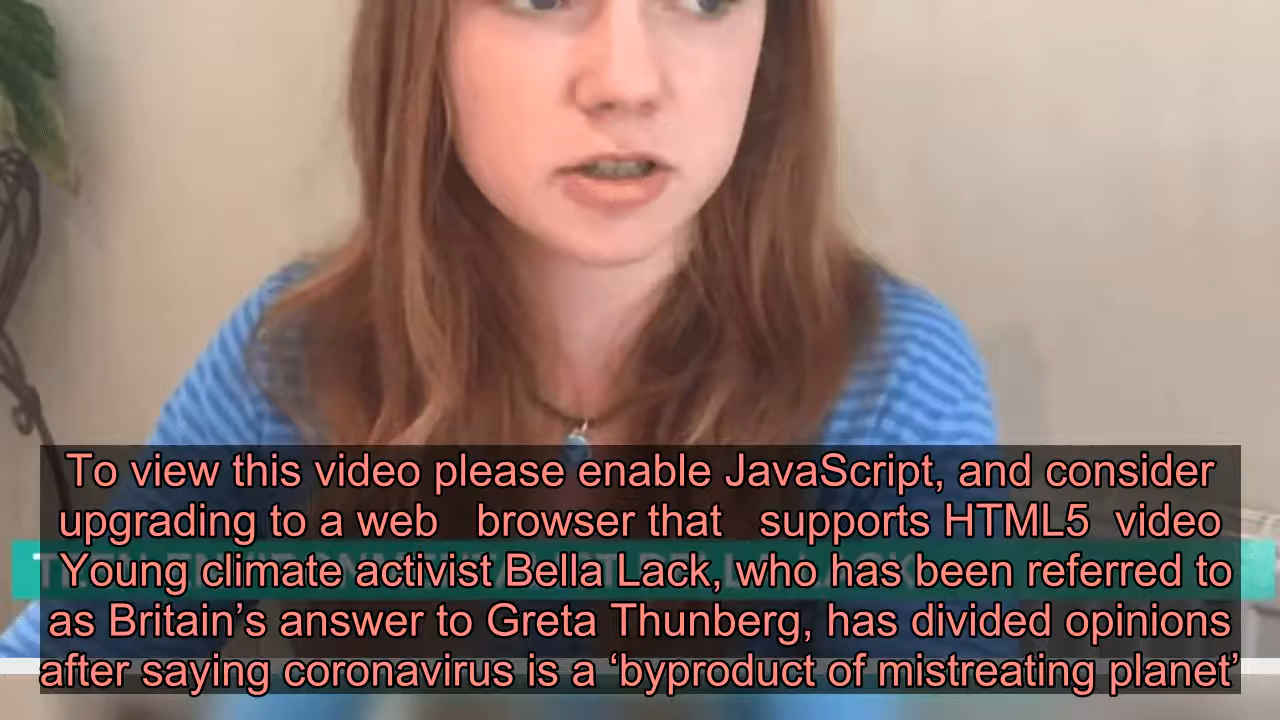 To view this video please enable JavaScript, and consider
upgrading to a web browser that supports HTML5 video
Young climate activist Bella Lack, who has been referred to
as Britain’s answer to Greta Thunberg, has divided opinions
after saying coronavirus is a ‘byproduct of mistreating planet’